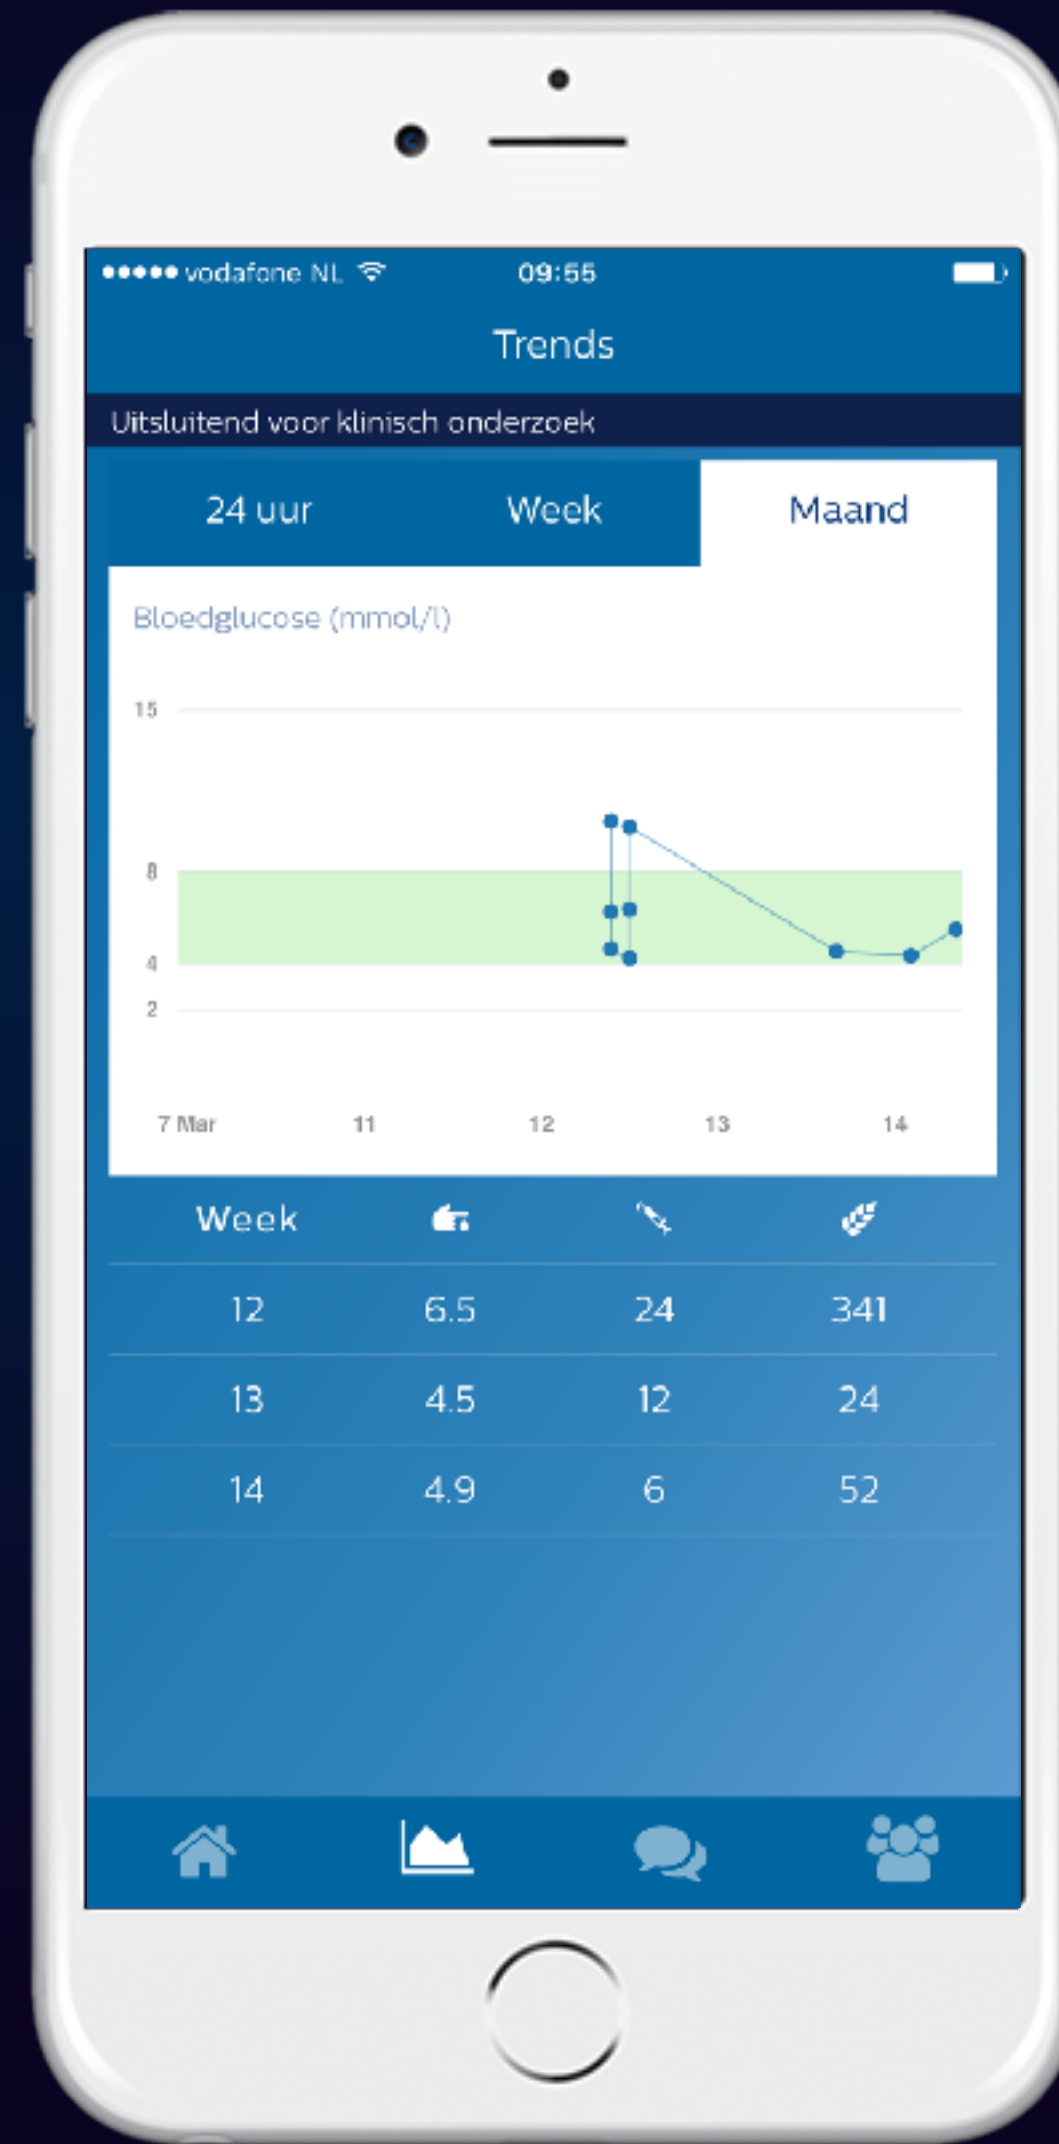 vodafone NL 09:55
Trends
Uitsluitend voor klinisch onderzoek
24 uur Week Maand
Bloedglucose (mmol/l)
15
8
4
2
7 Mar 11 12 13 14
Week
12 6.5 24 341
13 4.5 12 24
14 4.9 6 52